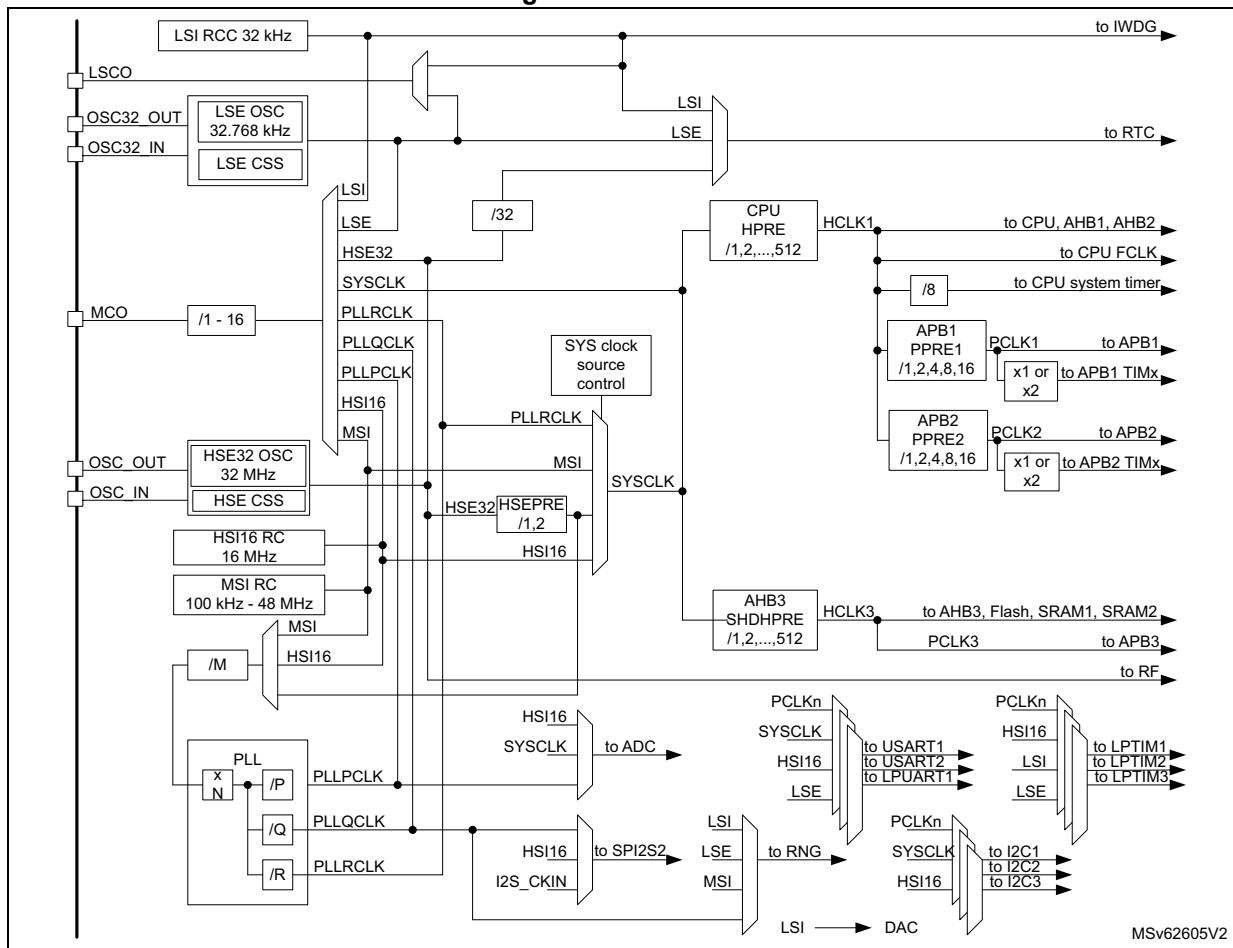 g
LSI RCC 32 kHz
to IWDG
LSCO
OSC32_OUT
LSE OSC
32.768 kHz
LSI
LSE
to RTC
OSC32_IN
LSE CSS
LSI
/32
LSE
HSE32
SYSCLK
CPU
HPRE
/1,2,...,512
HCLK1
to CPU, AHB1, AHB2
to CPU FCLK
/8
to CPU system timer
MCO
/1 - 16
PLLRCLK
PLLQCLK
PLLPCLK
HSI16
MSI
SYS clock
source
control
APB1
PPRE1
/1,2,4,8,16
PCLK1
to APB1
x1 or
x2
to APB1 TIMx
APB2
PPRE2
/1,2,4,8,16
PCLK2
to APB2
x1 or
x2
to APB2 TIMx
PLLRCLK
MSI
HSE32
HSEPRE
/1,2
HSI16
SYSCLK
OSC_OUT
HSE32 OSC
32 MHz
OSC_IN
HSE CSS
HSI16 RC
16 MHz
MSI RC
100 kHz - 48 MHz
AHB3
SHDHPRE
/1,2,...,512
HCLK3
to AHB3, Flash, SRAM1, SRAM2
PCLK3
to APB3
to RF
MSI
HSI16
/M
PLL
x
N
/P
PLLPCLK
/Q
PLLQCLK
/R
PLLRCLK
HSI16
SYSCLK
to ADC
HSI16
I2S_CKIN
to SPI2S2
LSI
LSE
MSI
to RNG
PCLKn
SYSCLK
HSI16
LSE
to USART1
to USART2
to LPUART1
PCLKn
HSI16
LSI
LSE
to LPTIM1
to LPTIM2
to LPTIM3
PCLKn
SYSCLK
HSI16
to I2C1
to I2C2
to I2C3
LSI
DAC
MSv62605V2